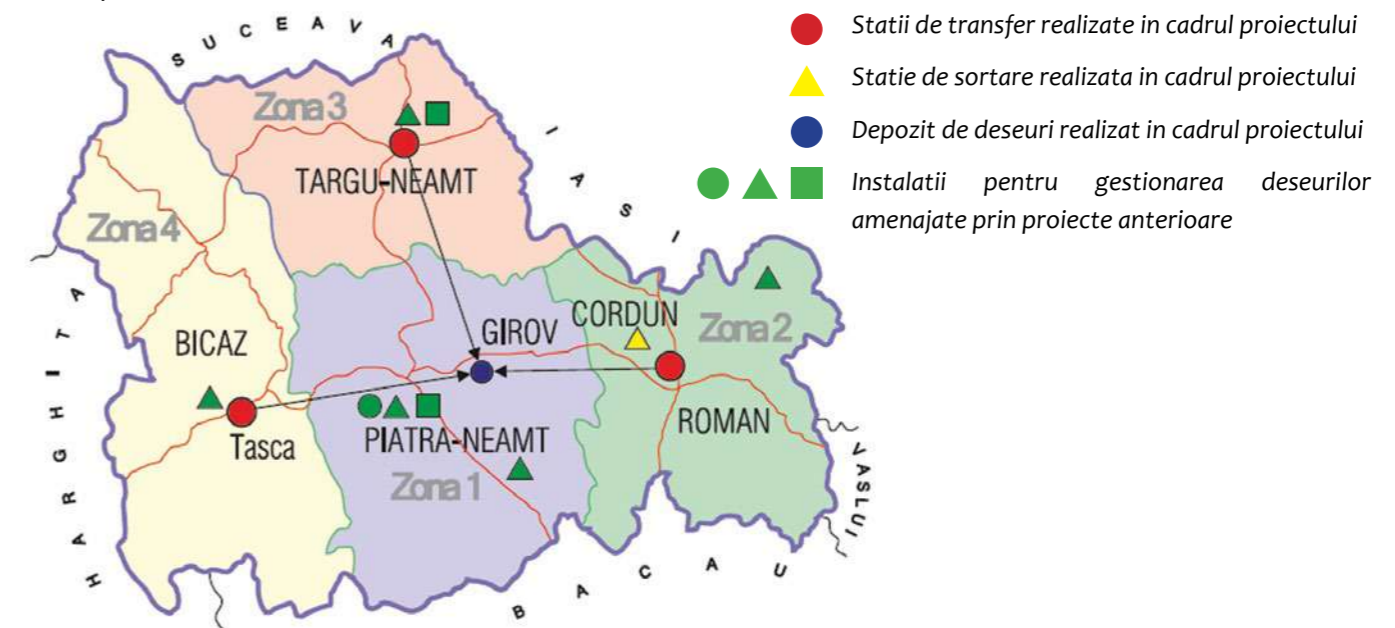 SUCEAVA
Zona 3
TARGU-NEAMT
IASI
Zona 4
HARGHITA
BICAZ
Tasca
GIROV
CORDUN
Zona 2
ROMAN
PIATRA-NEAMT
Zona 1
VASLUI
BACAU
Statii de transfer realizate in cadrul proiectului
Statie de sortare realizata in cadrul proiectului
Depozit de deseuri realizat in cadrul proiectului
Instalatii pentru gestionarea deseurilor
amenajate prin proiecte anterioare